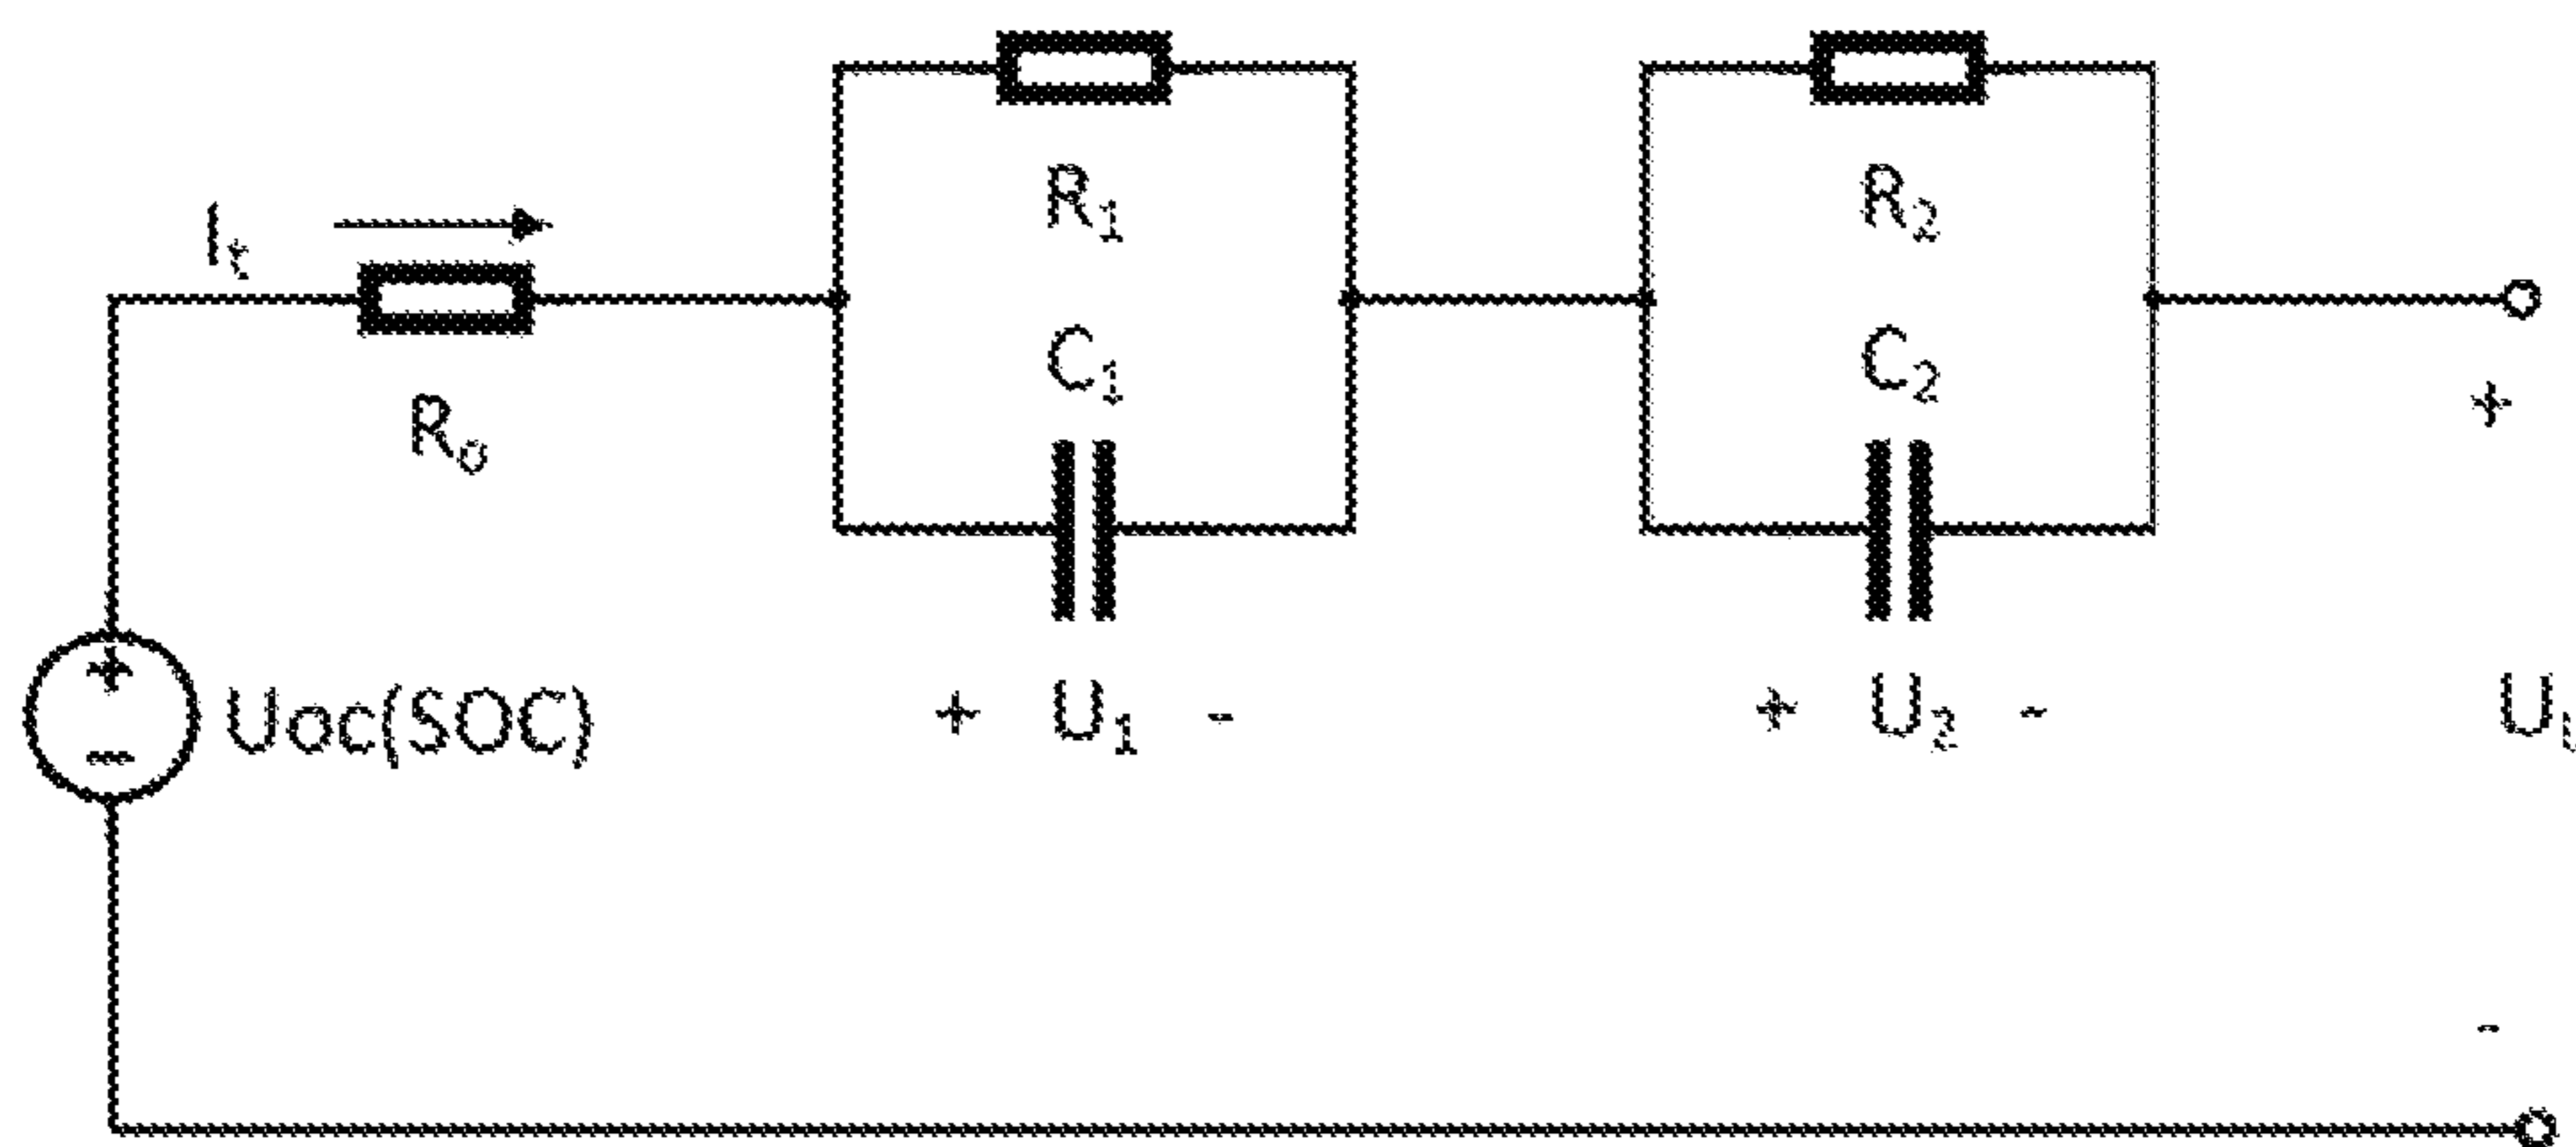 R₁
R₂
Iₜ
C₁
C₂
R₀
+
+
−
Uoc(SOC)
+ U₁ -
+ U₂ -
-